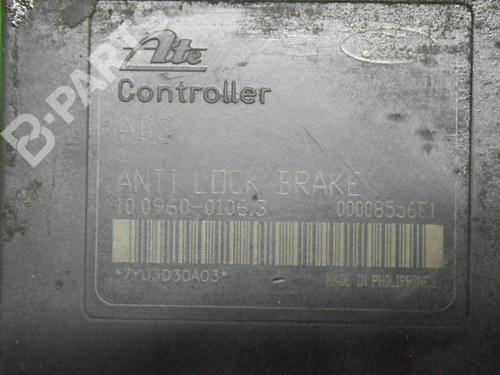 Ate
Controller
ABS
ANTI LOCK BRAKE
10.0960-0106.3 00008556E1
*7YU3D30A03*
MADE IN PHILIPPINES
B-PARTS